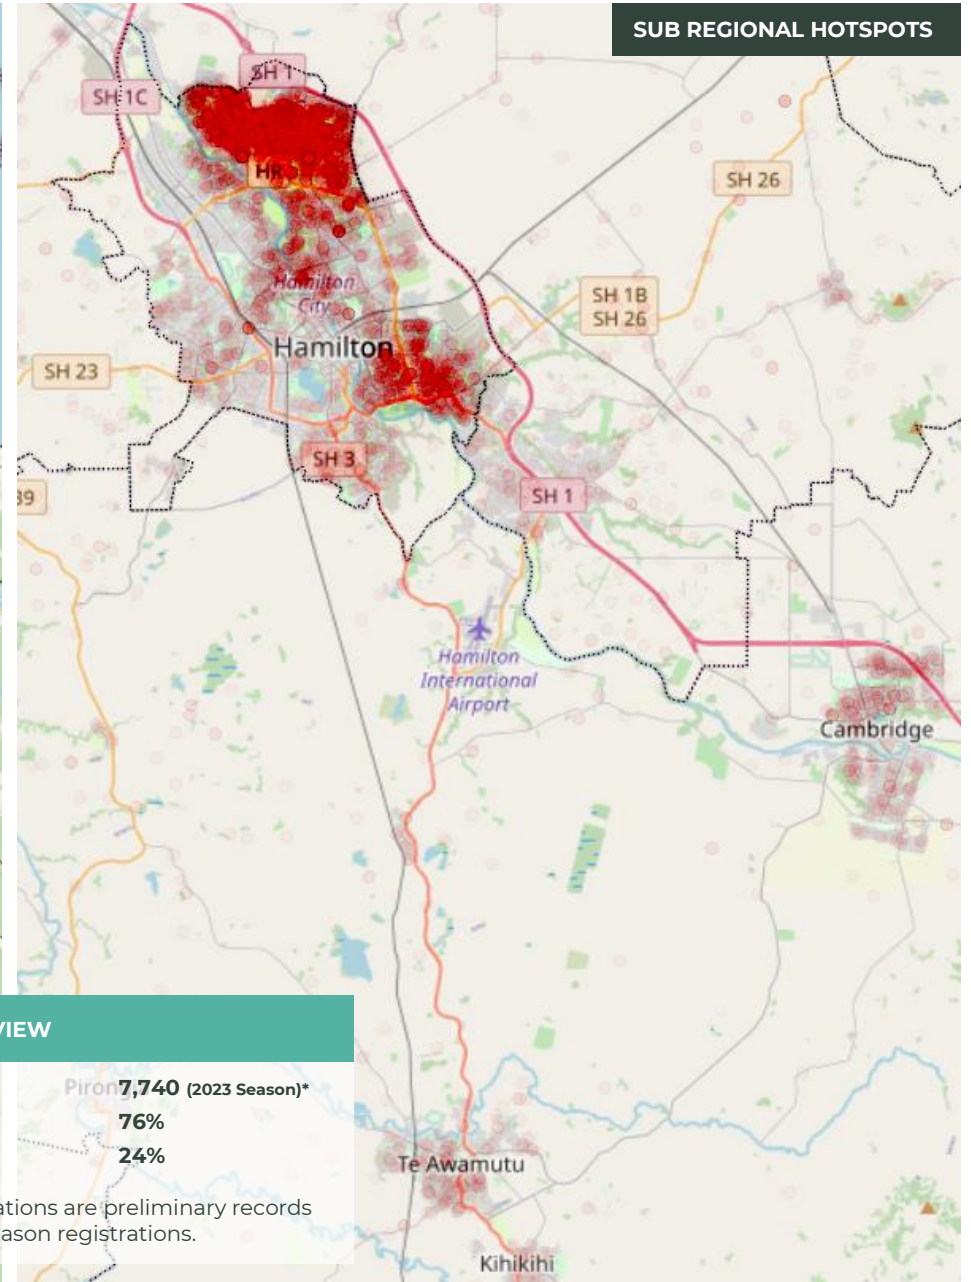 SUB REGIONAL HOTSPOTS
SH 1
SH 1C
HR 3
SH 26
Hamilton
City
SH 1B
SH 26
Hamilton
SH 23
SH 3
39
SH 1
Hamilton
International
Airport
Cambridge
VIEW
7,740 (2023 Season)*
76%
24%
Te Awamutu
ations are preliminary records
ason registrations.
Kihikihi